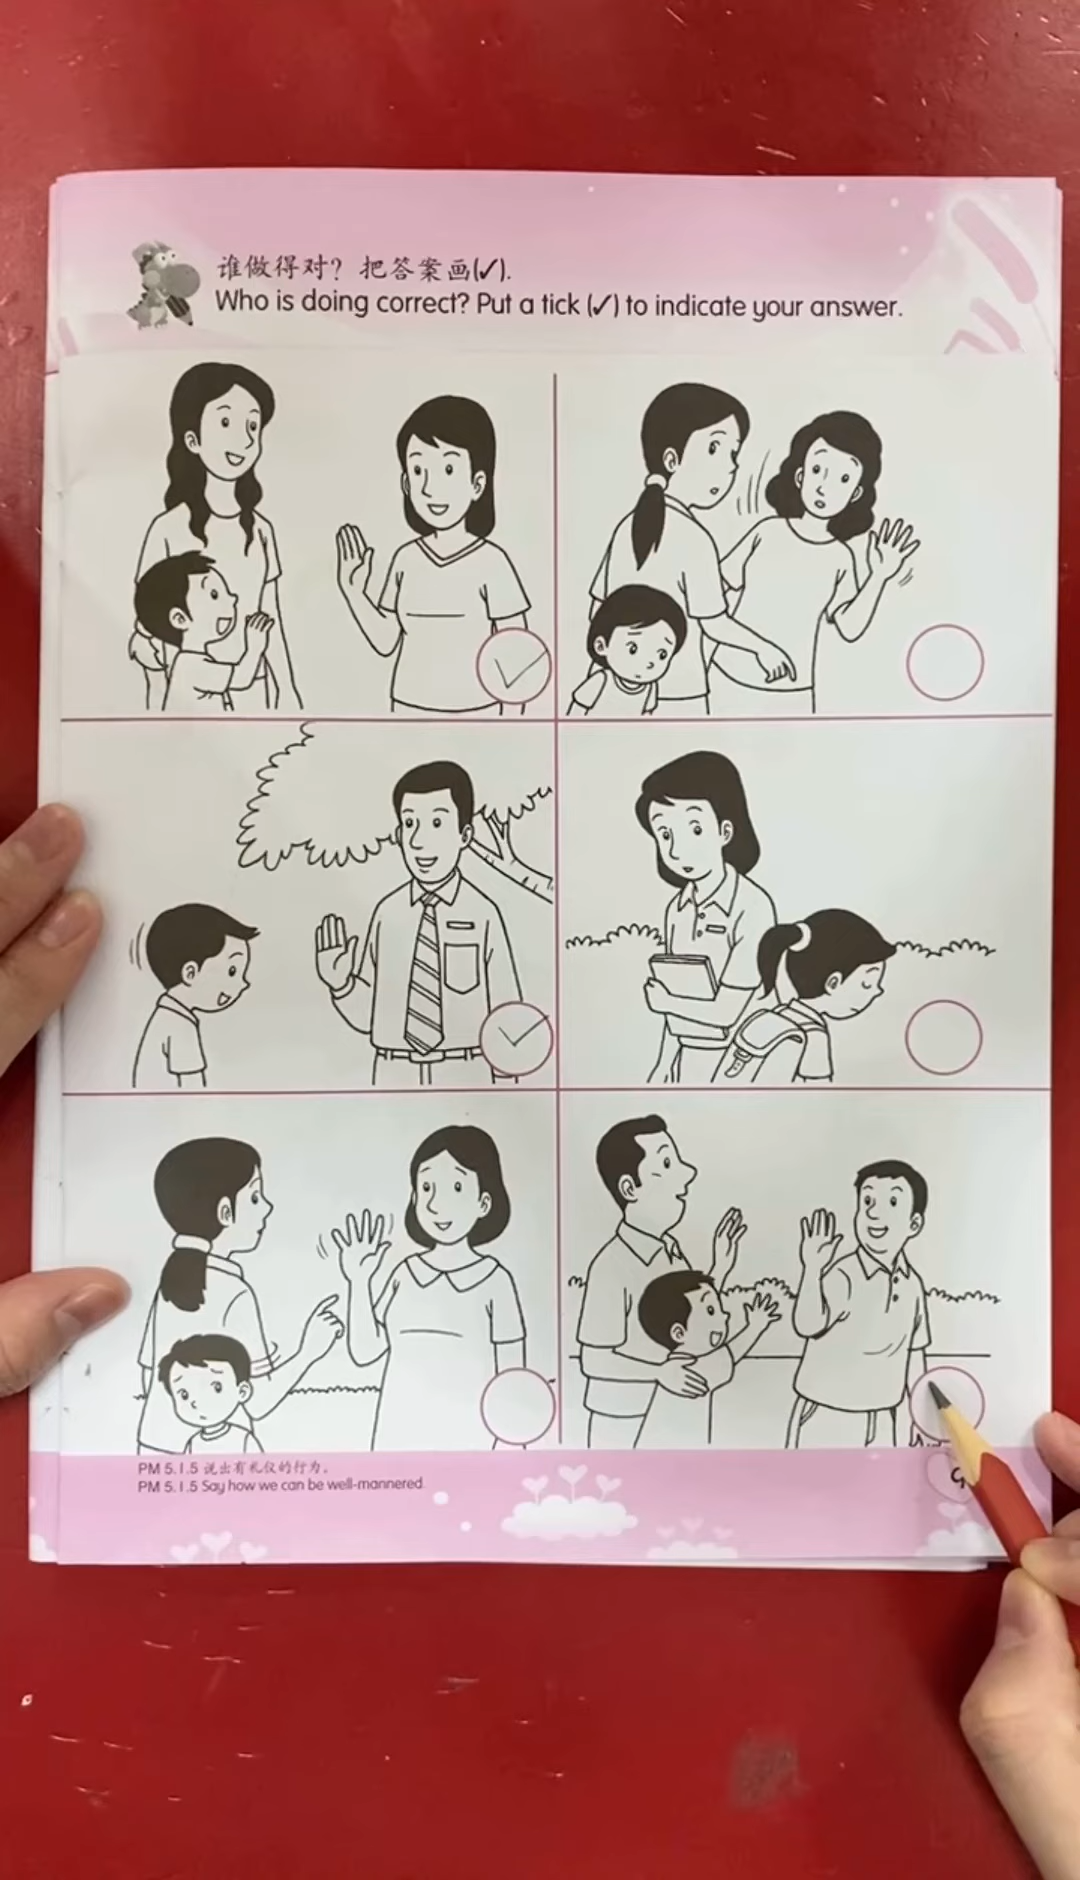 谁做得对？把答案画(✓).
Who is doing correct? Put a tick (✓) to indicate your answer.
PM 5.1.5 说出有礼仪的行为。
PM 5.1.5 Say how we can be well-mannered.